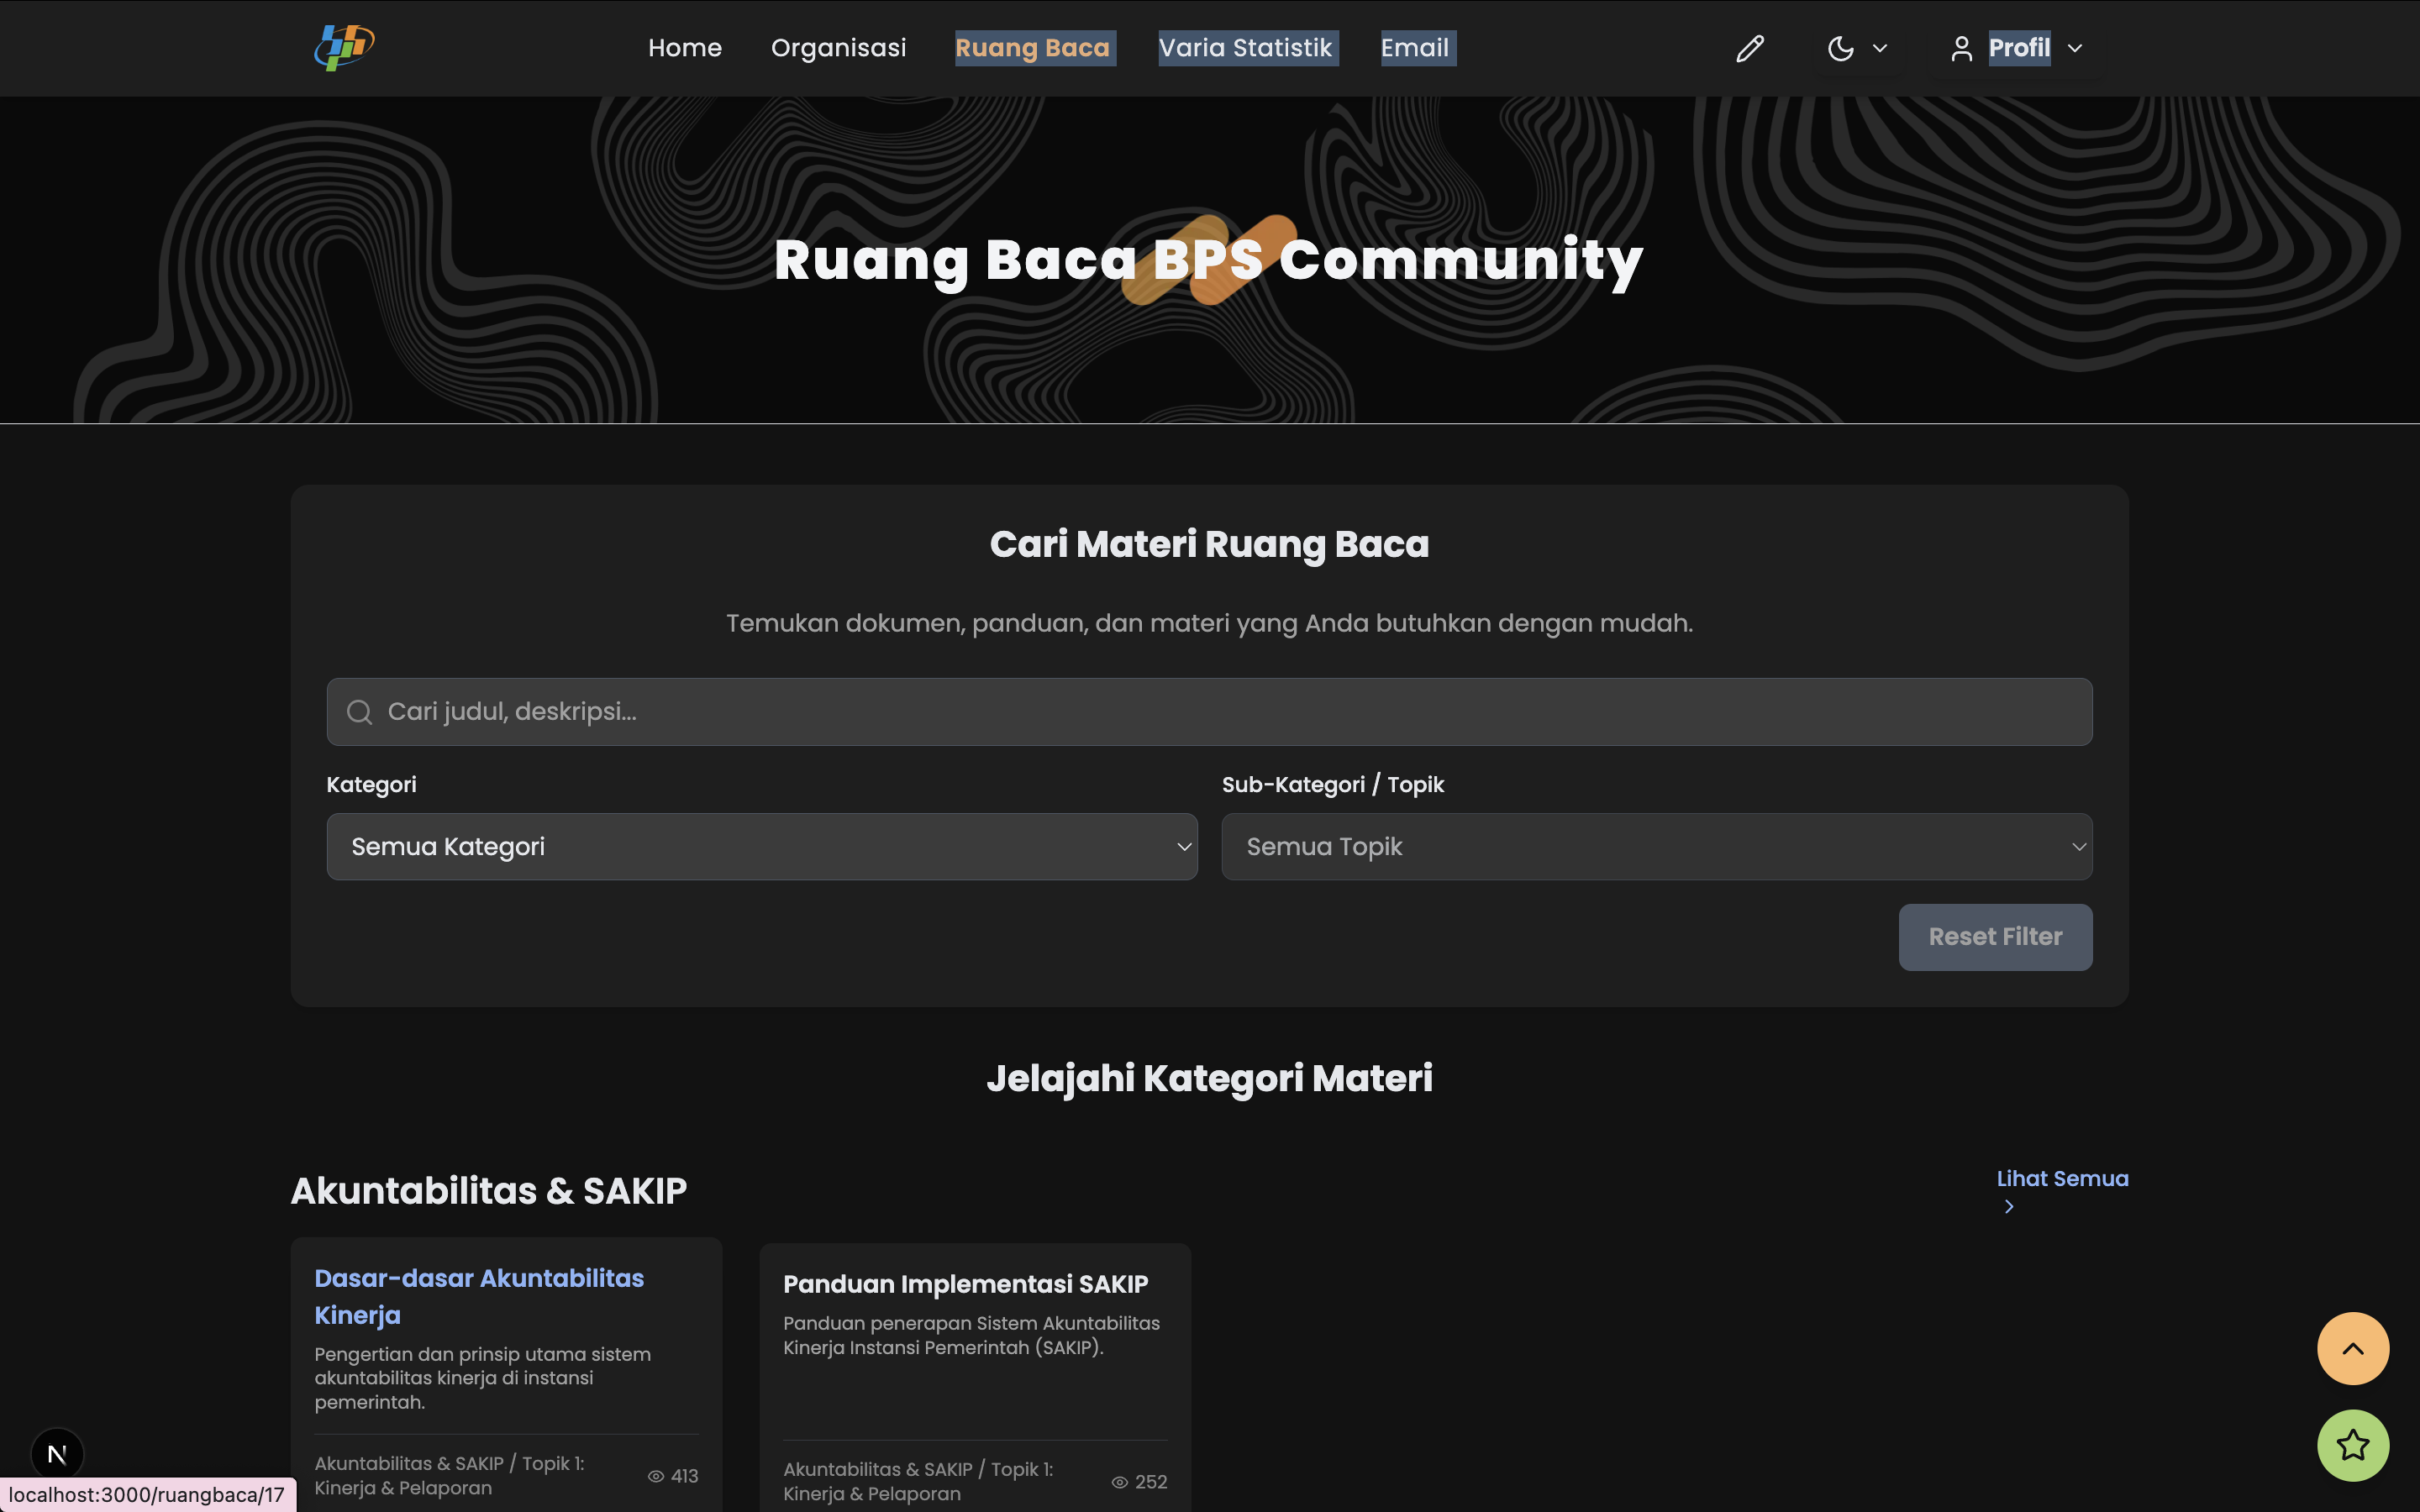 Home Organisasi Ruang Baca Varia Statistik Email Profil
Ruang Baca BPS Community
Cari Materi Ruang Baca
Temukan dokumen, panduan, dan materi yang Anda butuhkan dengan mudah.
Cari judul, deskripsi...
Kategori
Semua Kategori
Sub-Kategori / Topik
Semua Topik
Reset Filter
Jelajahi Kategori Materi
Akuntabilitas & SAKIP
Lihat Semua
Dasar-dasar Akuntabilitas
Kinerja
Pengertian dan prinsip utama sistem
akuntabilitas kinerja di instansi
pemerintah.
Akuntabilitas & SAKIP / Topik 1:
Kinerja & Pelaporan
413
Panduan Implementasi SAKIP
Panduan penerapan Sistem Akuntabilitas
Kinerja Instansi Pemerintah (SAKIP).
Akuntabilitas & SAKIP / Topik 1:
Kinerja & Pelaporan
252
N
localhost:3000/ruangbaca/17